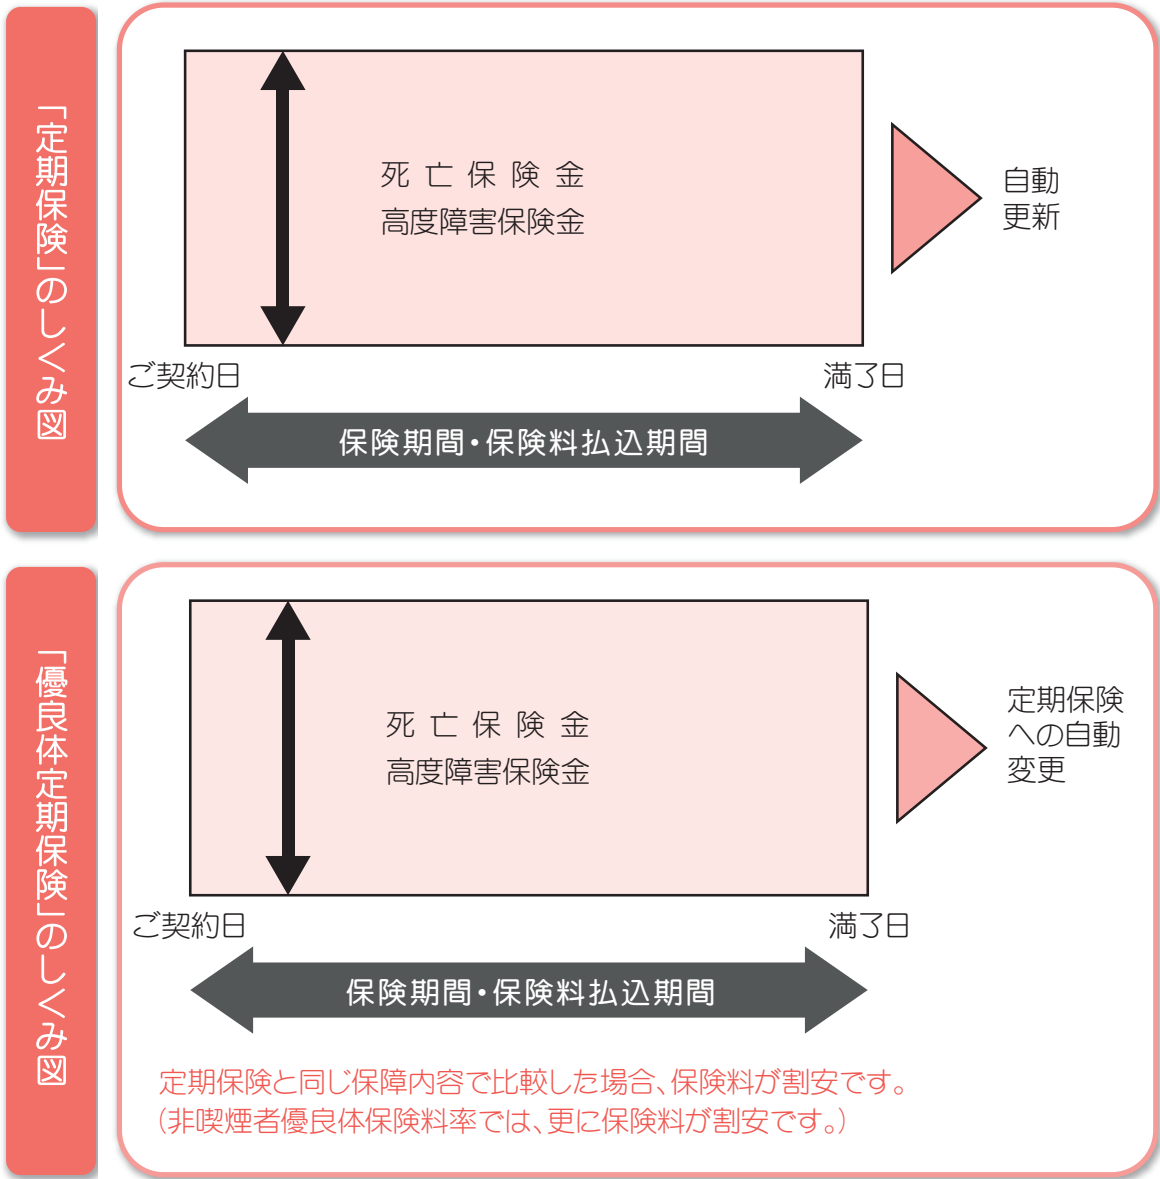 「定期保険」のしくみ図
死亡保険金
高度障害保険金
自動
更新
ご契約日
満了日
保険期間・保険料払込期間
「優良体定期保険」のしくみ図
死亡保険金
高度障害保険金
定期保険
への自動
変更
ご契約日
満了日
保険期間・保険料払込期間
定期保険と同じ保障内容で比較した場合、保険料が割安です。
(非喫煙者優良体保険料率では、更に保険料が割安です。)